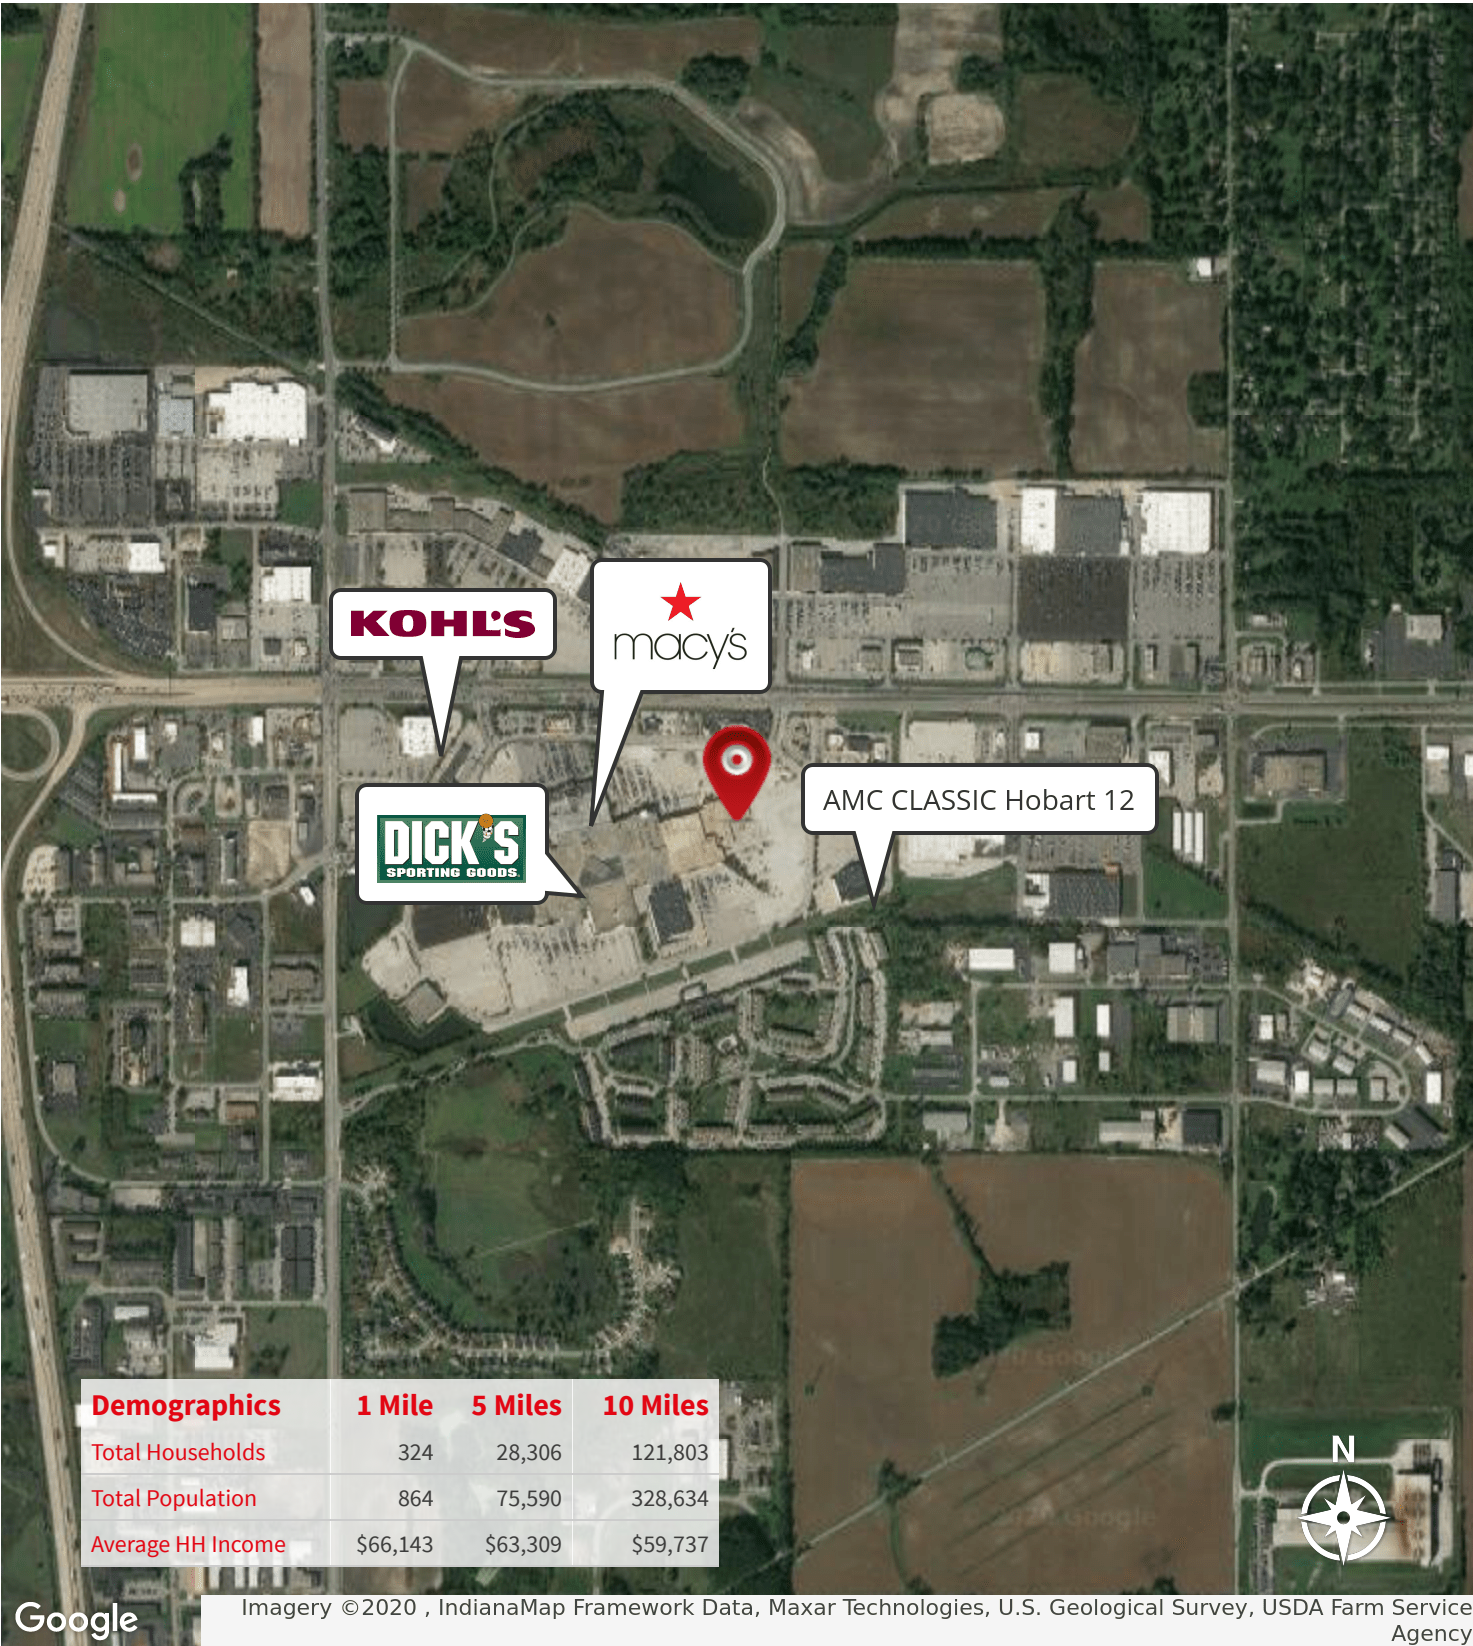 KOHL'S
macy's
DICK'S
SPORTING GOODS
AMC CLASSIC Hobart 12
Demographics 1 Mile 5 Miles 10 Miles
Total Households 324 28,306 121,803
Total Population 864 75,590 328,634
Average HH Income $66,143 $63,309 $59,737
N
Google
Imagery ©2020 , IndianaMap Framework Data, Maxar Technologies, U.S. Geological Survey, USDA Farm Service
Agency